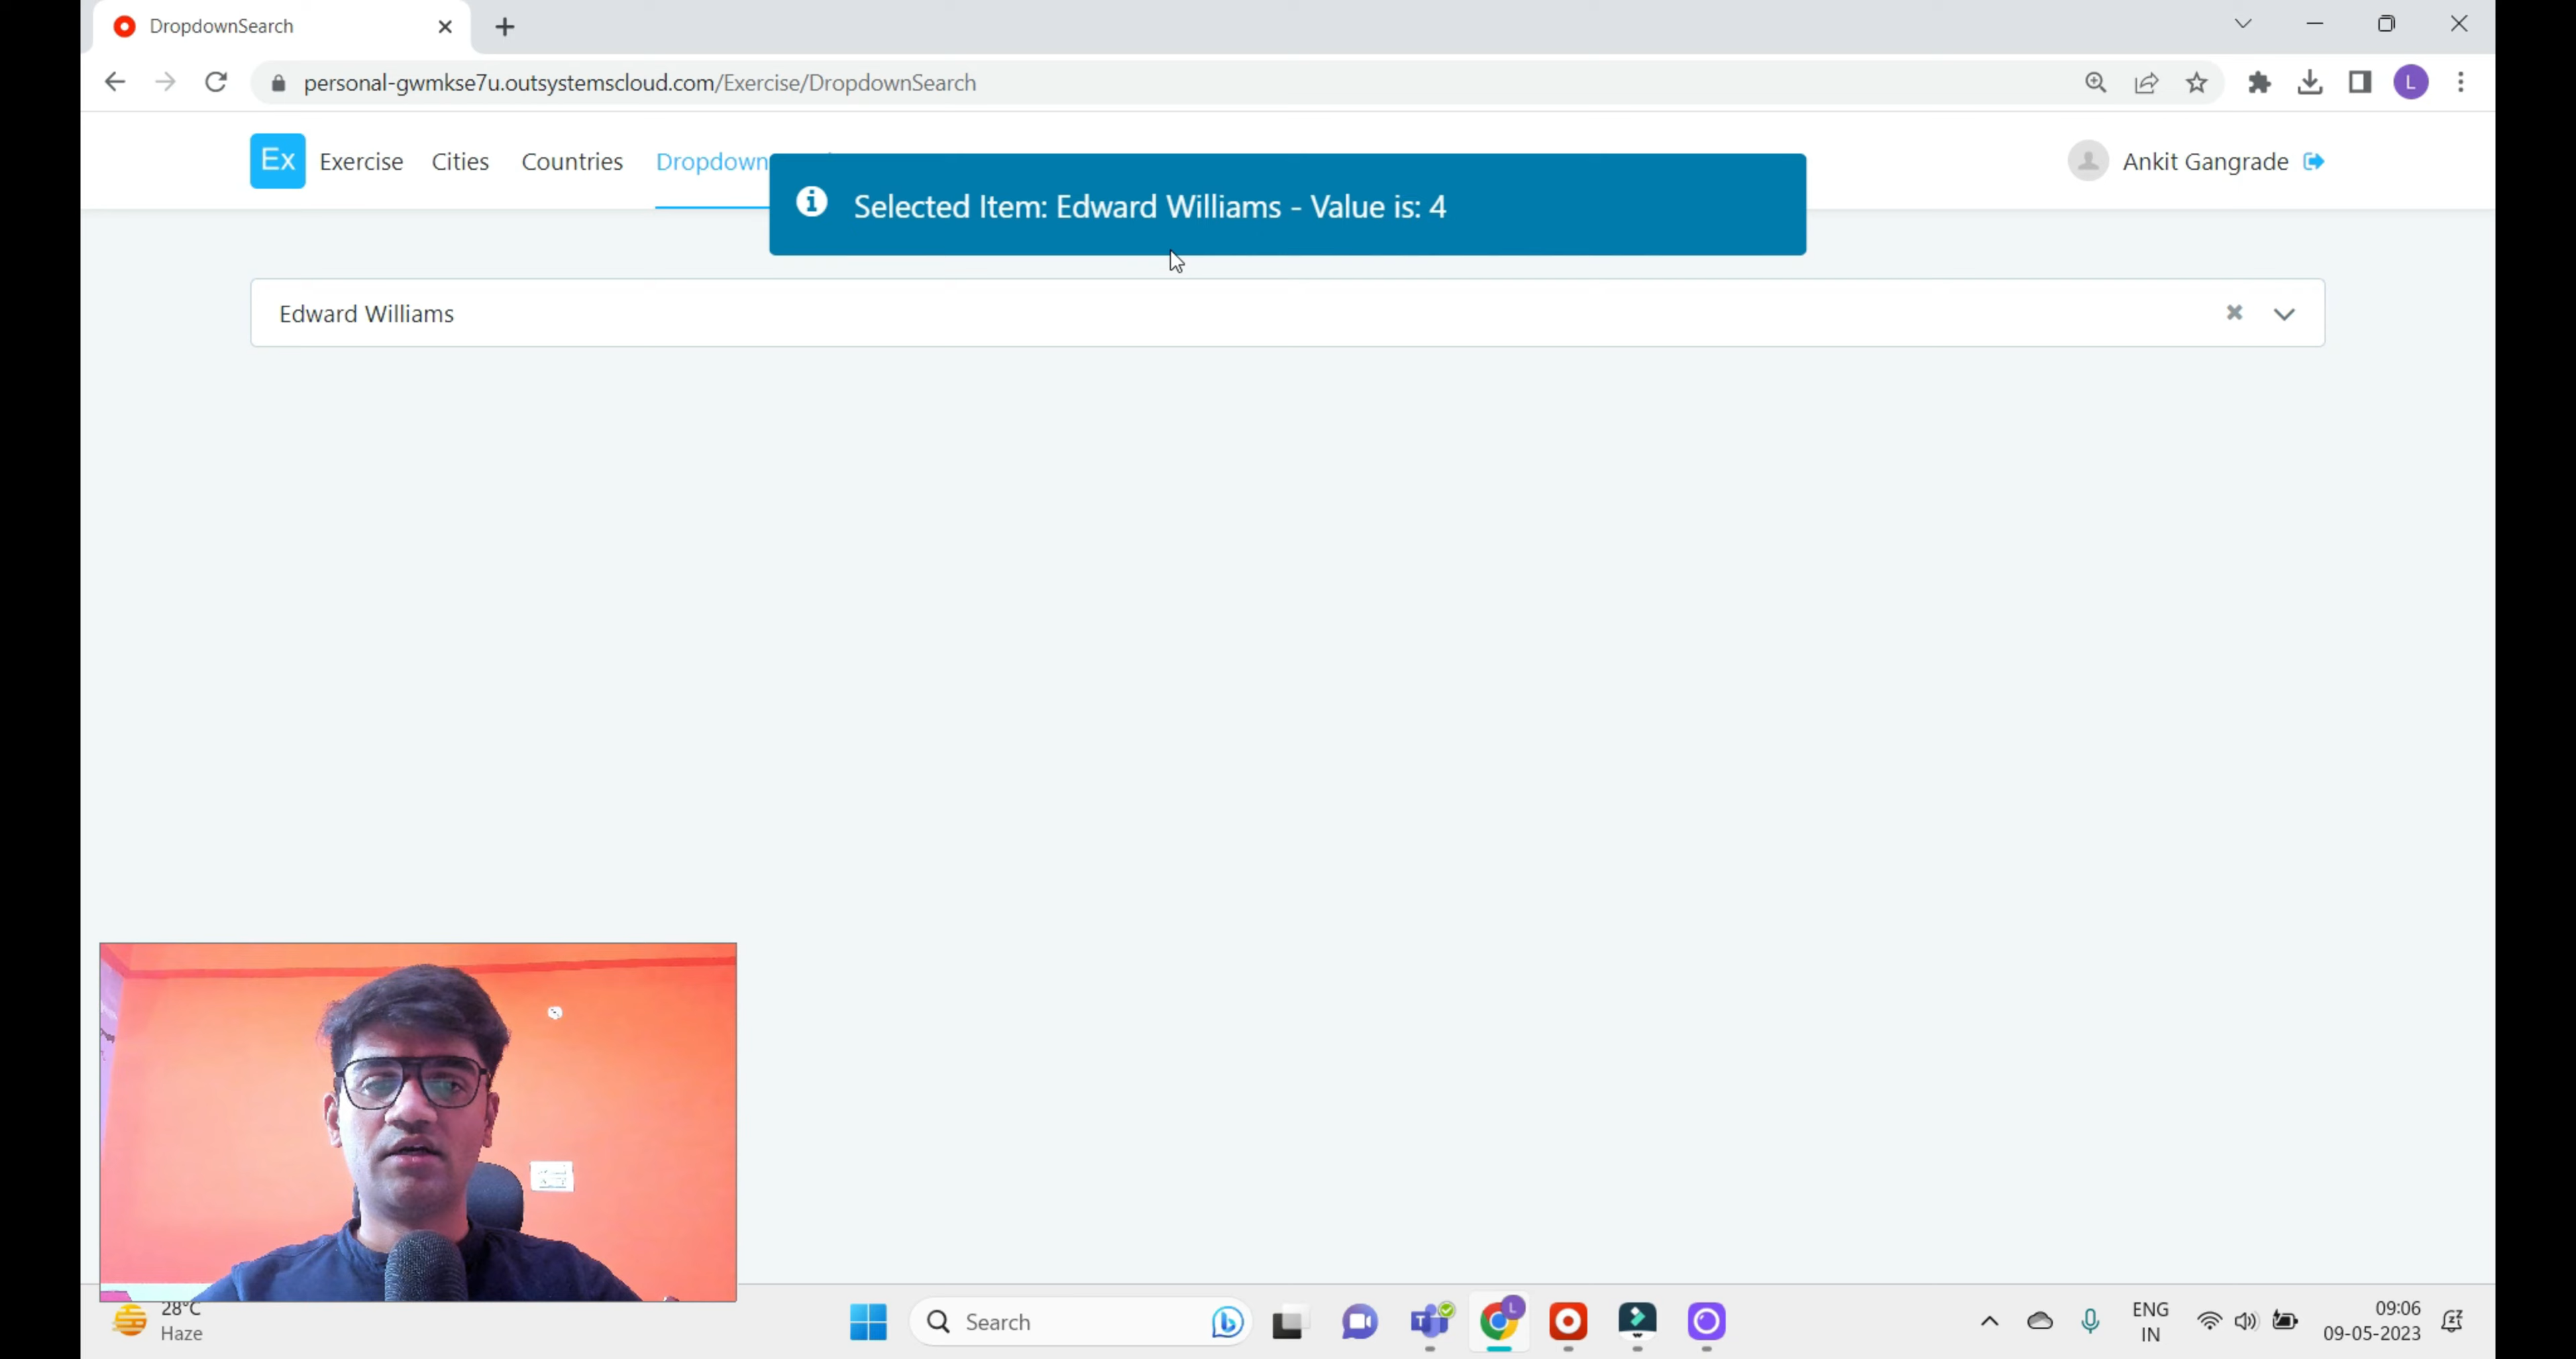 DropdownSearch
personal-gwmkse7u.outsystemscloud.com/Exercise/DropdownSearch
L
Ex Exercise Cities Countries Dropdown
Ankit Gangrade
Selected Item: Edward Williams - Value is: 4
Edward Williams
28°C
Haze
Search
T
L
ENG
IN
09:06
09-05-2023